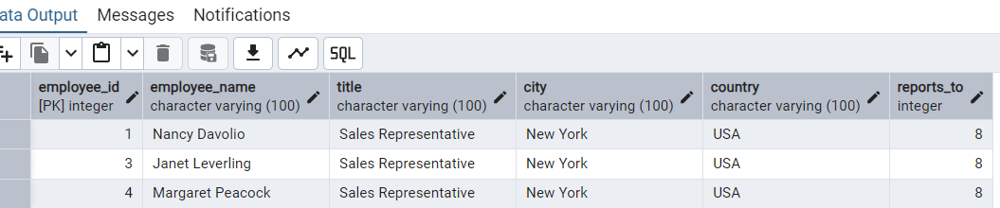 ata Output Messages Notifications
SQL
employee_id employee_name title city country reports_to
[PK] integer character varying (100) character varying (100) character varying (100) character varying (100) integer
1 Nancy Davolio Sales Representative New York USA 8
3 Janet Leverling Sales Representative New York USA 8
4 Margaret Peacock Sales Representative New York USA 8